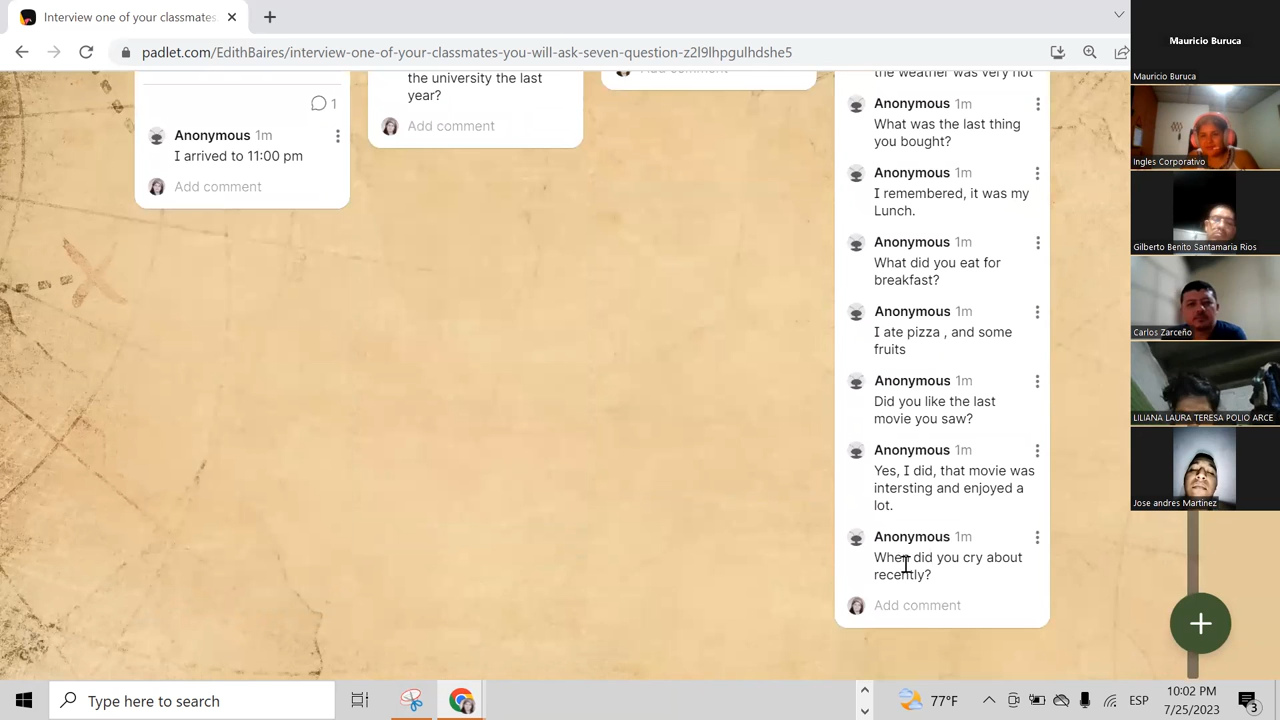 Interview one of your classmates
padlet.com/EdithBaires/interview-one-of-your-classmates-you-will-ask-seven-question-z2l9lhpgulhdshe5
1
Anonymous 1m
I arrived to 11:00 pm
Add comment
the university the last
year?
Add comment
Add comment
the weather was very hot
Anonymous 1m
What was the last thing
you bought?
Anonymous 1m
I remembered, it was my
Lunch.
Anonymous 1m
What did you eat for
breakfast?
Anonymous 1m
I ate pizza , and some
fruits
Anonymous 1m
Did you like the last
movie you saw?
Anonymous 1m
Yes, I did, that movie was
intersting and enjoyed a
lot.
Anonymous 1m
When did you cry about
recently?
Add comment
Mauricio Buruca
Mauricio Buruca
Ingles Corporativo
Gilberto Benito Santamaria Rios
Carlos Zarceño
LILIANA LAURA TERESA POLIO ARCE
Jose andres Martinez
Type here to search
77°F
ESP
10:02 PM
7/25/2023
3